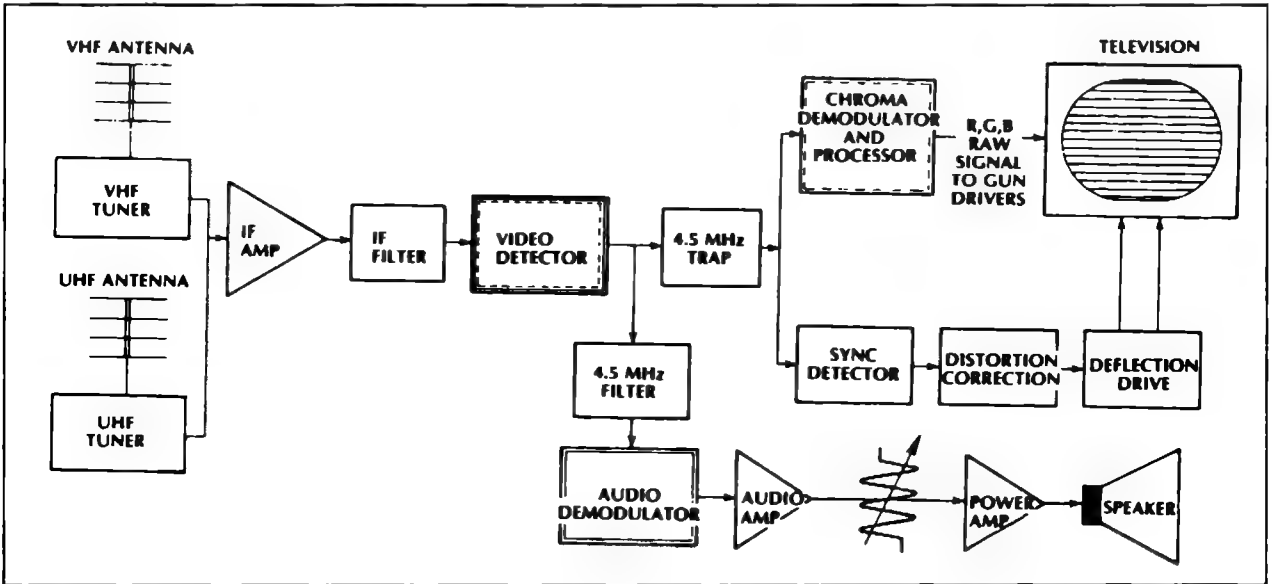 VHF ANTENNA
VHF
TUNER
UHF ANTENNA
UHF
TUNER
IF
AMP
IF
FILTER
VIDEO
DETECTOR
4.5 MHz
TRAP
CHROMA
DEMODULATOR
AND
PROCESSOR
R,G,B
RAW
SIGNAL
TO GUN
DRIVERS
TELEVISION
SYNC
DETECTOR
DISTORTION
CORRECTION
DEFLECTION
DRIVE
4.5 MHz
FILTER
AUDIO
DEMODULATOR
AUDIO
AMP
POWER
AMP
SPEAKER